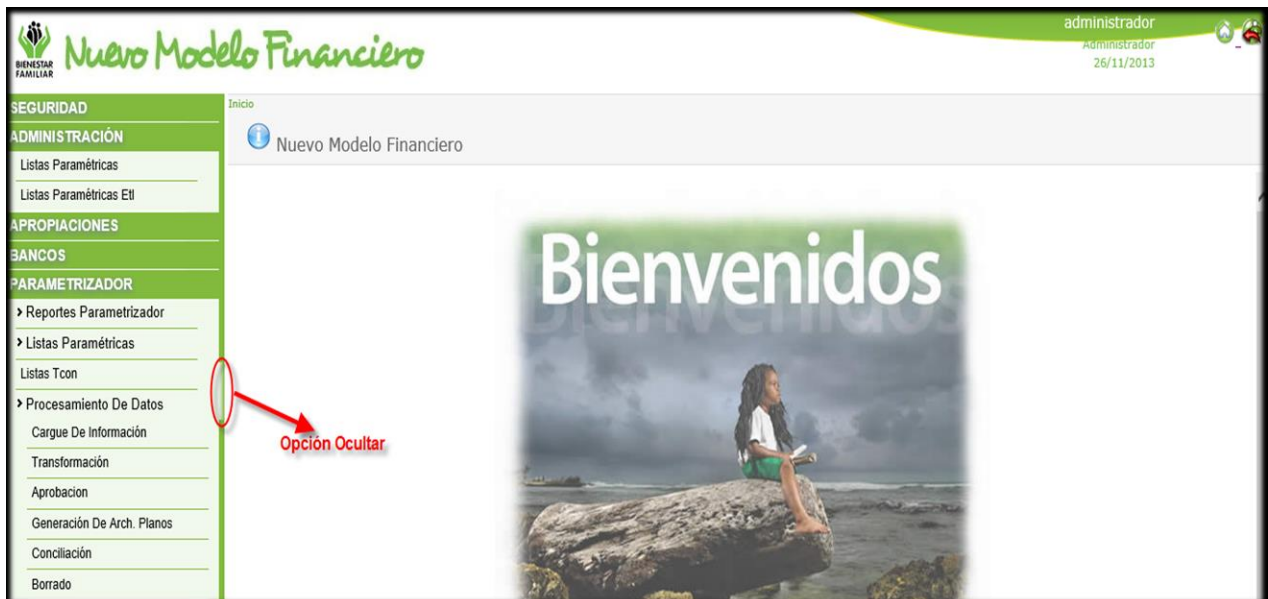 BIENESTAR
FAMILIAR
Nuevo Modelo Financiero
administrador
Administrador
26/11/2013
SEGURIDAD
ADMINISTRACIÓN
Listas Paramétricas
Listas Paramétricas Etl
APROPIACIONES
BANCOS
PARAMETRIZADOR
Reportes Parametrizador
Listas Paramétricas
Listas Tcon
Procesamiento De Datos
Cargue De Información
Transformación
Aprobacion
Generación De Arch. Planos
Conciliación
Borrado
Inicio
Nuevo Modelo Financiero
Bienvenidos
Opción Ocultar